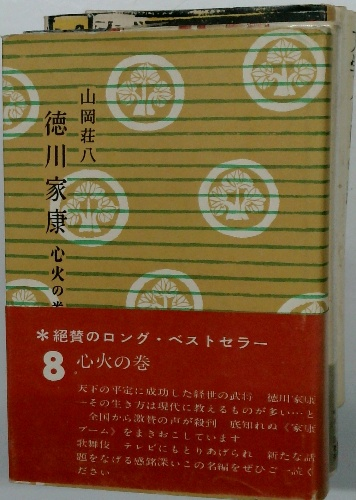 山岡荘八
徳川家康 心火の巻
*絶賛のロング・ベストセラー
8 心火の巻
天下の平定に成功した経世の武将 徳川家康
―その生き方は現代に教えるものが多い…と
全国から激賛の声が殺到 底知れぬ《家康
ブーム》をまきおこしています
歌舞伎 テレビにもとりあげられ 新たな話
題をなげる感銘深いこの名編をぜひご一読く
ださい